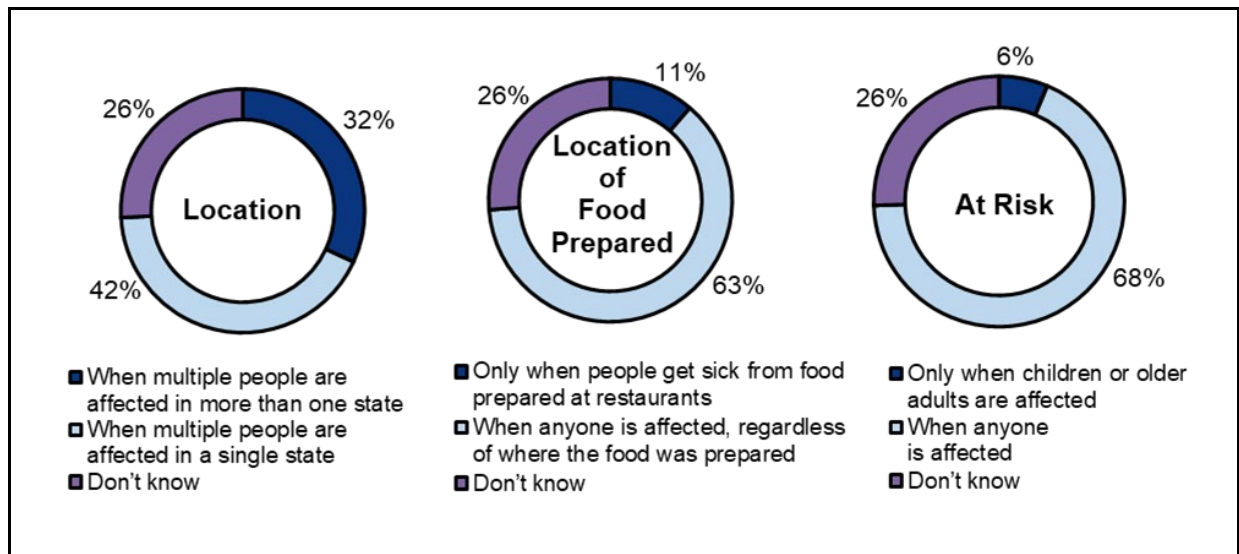 26%
32%
42%
Location
When multiple people are
affected in more than one state
When multiple people are
affected in a single state
Don't know
26%
11%
63%
Location
of
Food
Prepared
Only when people get sick from food
prepared at restaurants
When anyone is affected, regardless
of where the food was prepared
Don't know
26%
6%
68%
At Risk
Only when children or older
adults are affected
When anyone
is affected
Don't know